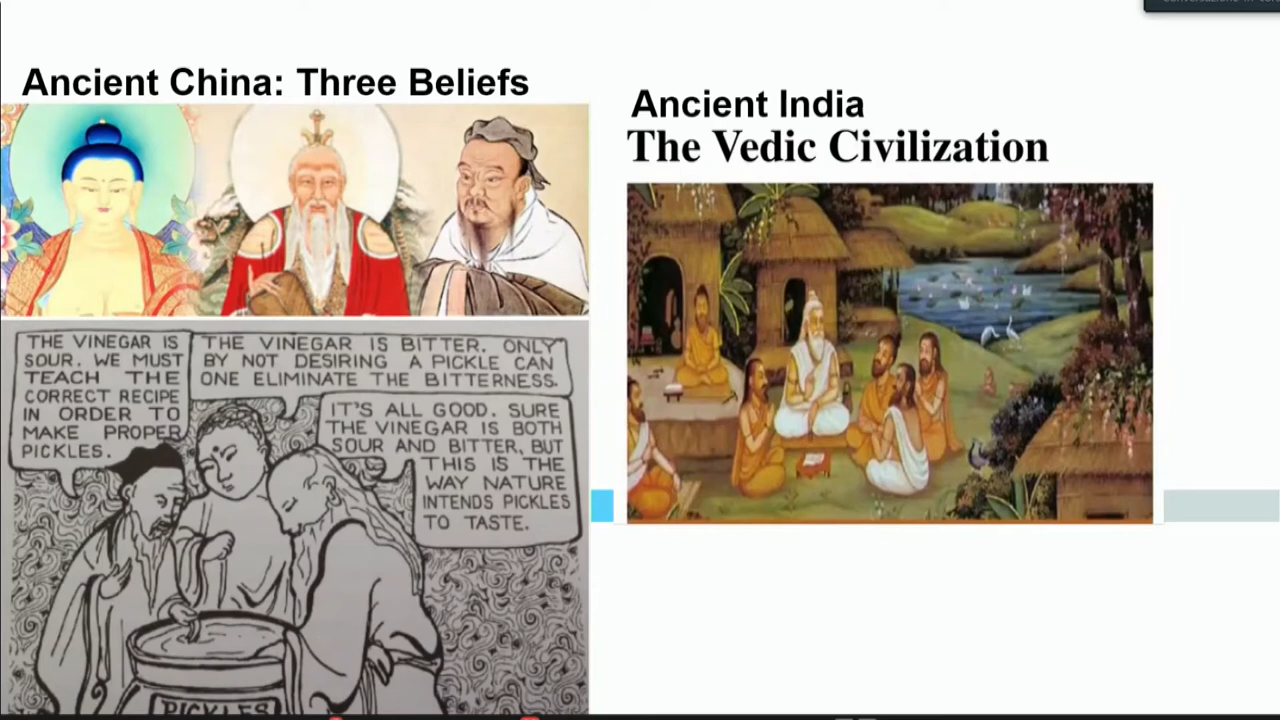 Ancient China: Three Beliefs
Ancient India
The Vedic Civilization
THE VINEGAR IS
SOUR. WE MUST
TEACH THE
CORRECT RECIPE
IN ORDER TO
MAKE PROPER
PICKLES.
THE VINEGAR IS BITTER. ONLY
BY NOT DESIRING A PICKLE CAN
ONE ELIMINATE THE BITTERNESS.
IT'S ALL GOOD. SURE
THE VINEGAR IS BOTH
SOUR AND BITTER, BUT
THIS IS THE
WAY NATURE
INTENDS PICKLES
TO TASTE.
PICKLES